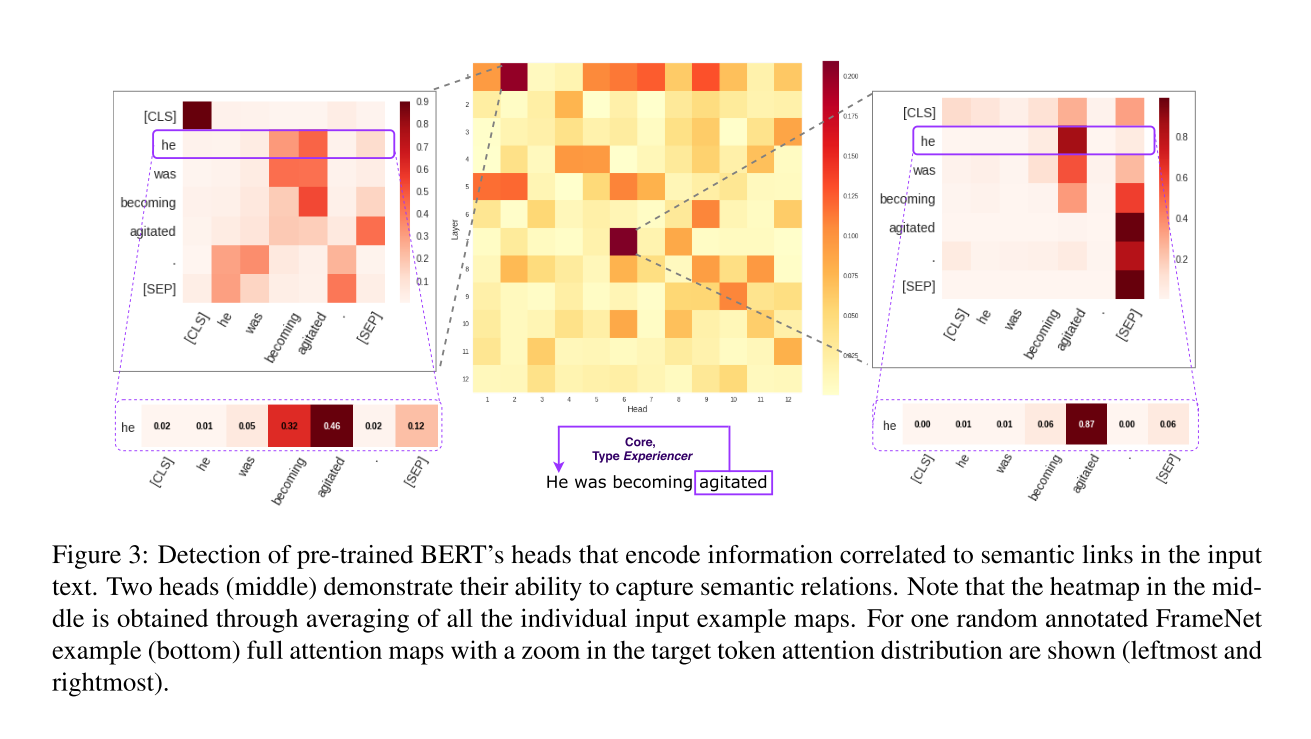 [CLS]
he
was
becoming
agitated
.
[SEP]
0.9
0.8
0.7
0.6
0.5
0.4
0.3
0.2
0.1
[CLS]
he
was
becoming
agitated
.
[SEP]
he 0.02 0.01 0.05 0.32 0.46 0.02 0.12
[CLS]
he
was
becoming
agitated
.
[SEP]
Layer
2
3
4
5
6
8
9
10
11
12
1 2 3 4 5 6 7 8 9 10 11 12
Head
0.200
0.175
0.150
0.125
0.100
0.075
0.050
0.025
Core,
Type Experiencer
He was becoming agitated
[CLS]
he
was
becoming
agitated
.
[SEP]
0.8
0.6
0.4
0.2
[CLS]
he
was
becoming
agitated
.
[SEP]
he 0.00 0.01 0.01 0.06 0.87 0.00 0.06
[CLS]
he
was
becoming
agitated
.
[SEP]
Figure 3: Detection of pre-trained BERT's heads that encode information correlated to semantic links in the input
text. Two heads (middle) demonstrate their ability to capture semantic relations. Note that the heatmap in the mid-
dle is obtained through averaging of all the individual input example maps. For one random annotated FrameNet
example (bottom) full attention maps with a zoom in the target token attention distribution are shown (leftmost and
rightmost).